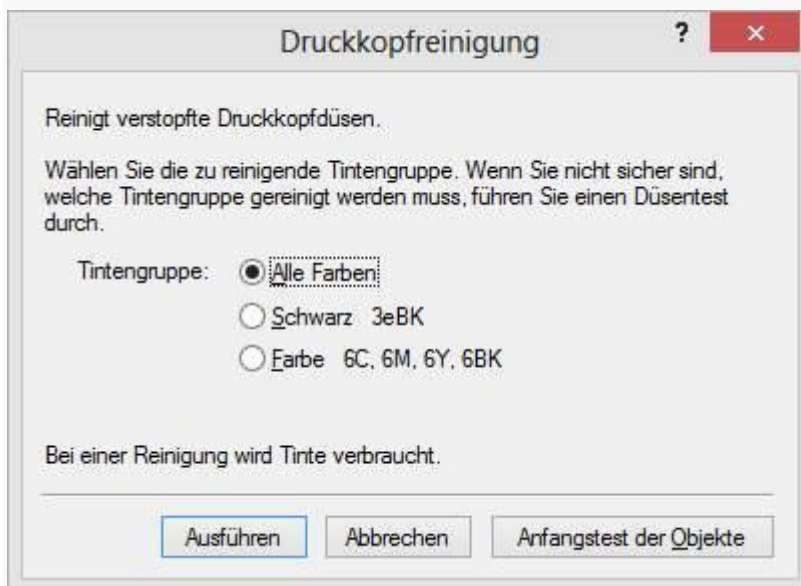 Druckkopfreinigung ? ×
Reinigt verstopfte Druckkopfdüsen.
Wählen Sie die zu reinigende Tintengruppe. Wenn Sie nicht sicher sind,
welche Tintengruppe gereinigt werden muss, führen Sie einen Düsentest
durch.
Tintengruppe: Alle Farben
Schwarz 3eBK
Farbe 6C, 6M, 6Y, 6BK
Bei einer Reinigung wird Tinte verbraucht.
Ausführen Abbrechen Anfangstest der Objekte